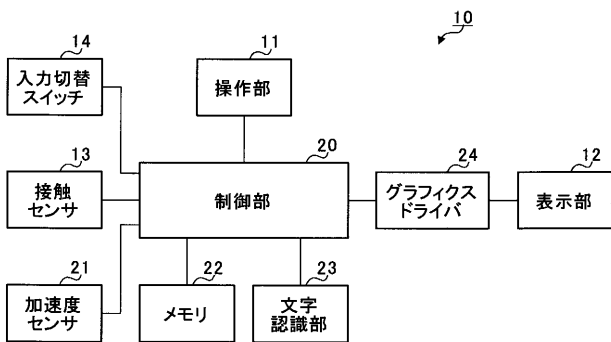 10
14
入力切替
スイッチ
11
操作部
13
接触
センサ
20
制御部
24
グラフィクス
ドライバ
12
表示部
21
加速度
センサ
22
メモリ
23
文字
認識部